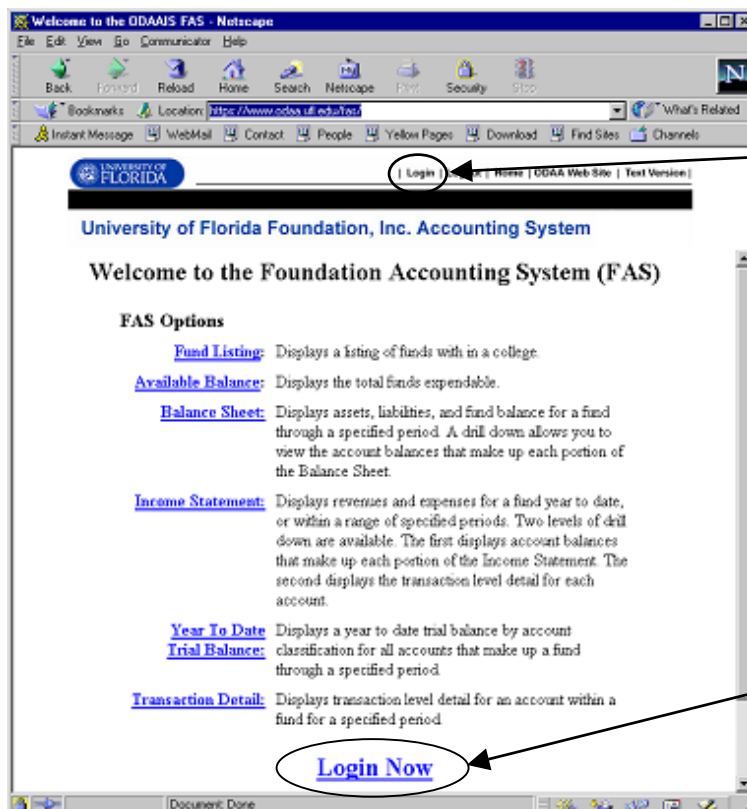 Welcome to the ODAAIS FAS - Netscape
File Edit View Go Communicator Help
Back Forward Reload Home Search Netscape Print Security Stop
Bookmarks Location: https://www.odaa.ufl.edu/fas/ What's Related
Instant Message WebMail Contact People Yellow Pages Download Find Sites Channels
UNIVERSITY OF
FLORIDA
| Login | Logout | Home | ODAA Web Site | Text Version |
University of Florida Foundation, Inc. Accounting System
Welcome to the Foundation Accounting System (FAS)
FAS Options
Fund Listing: Displays a listing of funds with in a college.
Available Balance: Displays the total funds expendable.
Balance Sheet: Displays assets, liabilities, and fund balance for a fund
through a specified period. A drill down allows you to
view the account balances that make up each portion of
the Balance Sheet.
Income Statement: Displays revenues and expenses for a fund year to date,
or within a range of specified periods. Two levels of drill
down are available. The first displays account balances
that make up each portion of the Income Statement. The
second displays the transaction level detail for each
account.
Year To Date Displays a year to date trial balance by account
Trial Balance: classification for all accounts that make up a fund
through a specified period.
Transaction Detail: Displays transaction level detail for an account within a
fund for a specified period.
Login Now
Document: Done